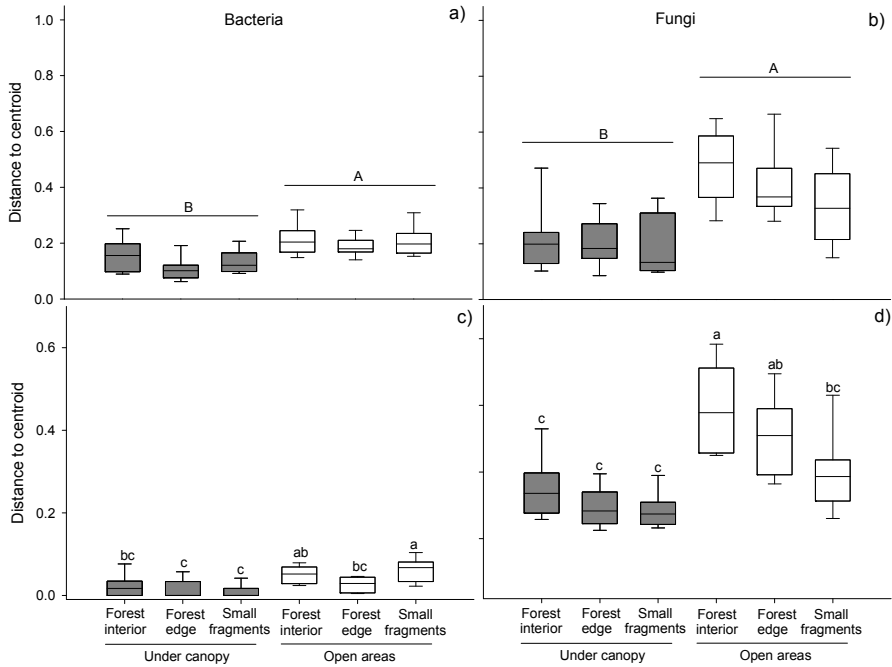 Bacteria
a)
Fungi
b)
Distance to centroid
1.0
0.8
0.6
0.4
0.2
0.0
B
A
B
A
c)
d)
Distance to centroid
0.6
0.4
0.2
0.0
bc
c
c
ab
bc
a
c
c
c
a
ab
bc
Forest interior
Forest edge
Small fragments
Forest interior
Forest edge
Small fragments
Under canopy
Open areas
Forest interior
Forest edge
Small fragments
Forest interior
Forest edge
Small fragments
Under canopy
Open areas